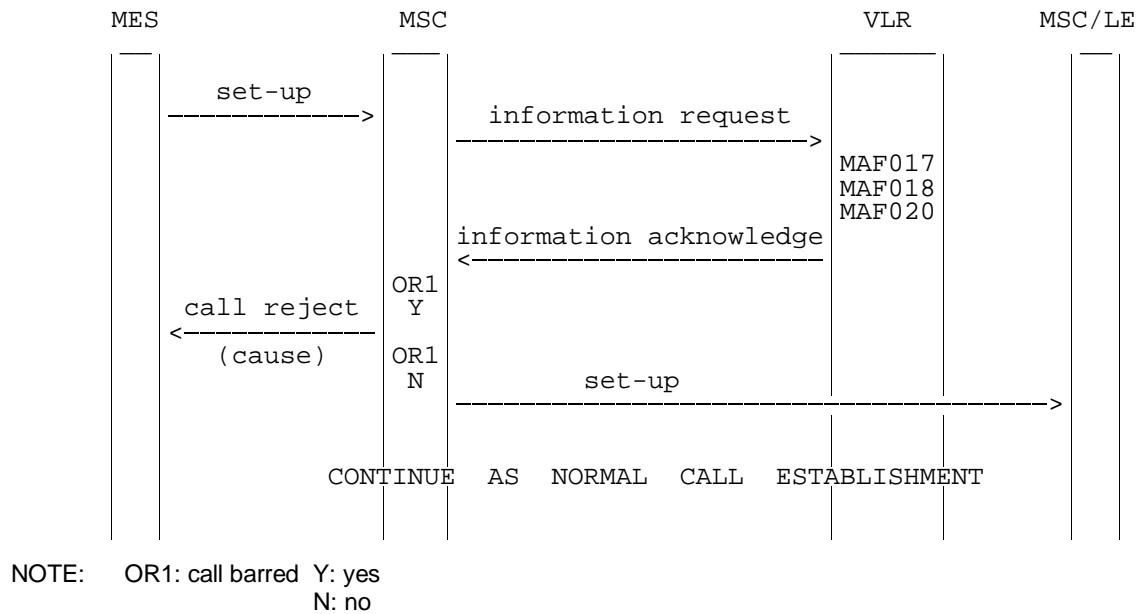 MES MSC VLR MSC/LE
set-up
information request
MAF017
MAF018
MAF020
information acknowledge
OR1
call reject Y
(cause) OR1
N set-up
CONTINUE AS NORMAL CALL ESTABLISHMENT
NOTE: OR1: call barred Y: yes
N: no